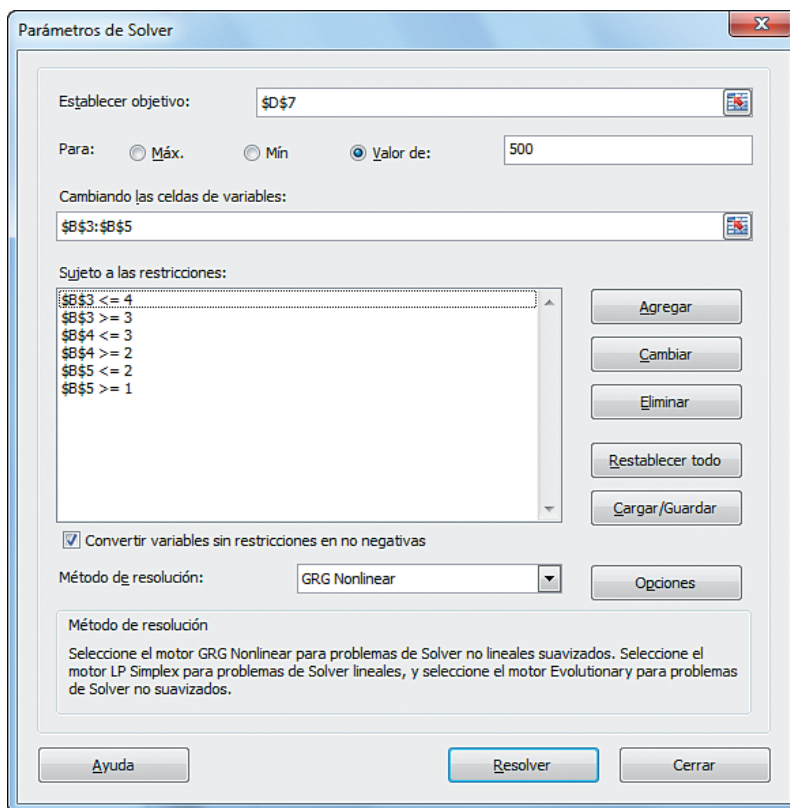 Parámetros de Solver
Establecer objetivo: $D$7
Para: Máx. Mín Valor de: 500
Cambiando las celdas de variables:
$B$3:$B$5
Sujeto a las restricciones:
$B$3 <= 4
$B$3 >= 3
$B$4 <= 3
$B$4 >= 2
$B$5 <= 2
$B$5 >= 1
Agregar
Cambiar
Eliminar
Restablecer todo
Cargar/Guardar
Convertir variables sin restricciones en no negativas
Método de resolución: GRG Nonlinear
Opciones
Método de resolución
Seleccione el motor GRG Nonlinear para problemas de Solver no lineales suavizados. Seleccione el
motor LP Simplex para problemas de Solver lineales, y seleccione el motor Evolutionary para problemas
de Solver no suavizados.
Ayuda Resolver Cerrar